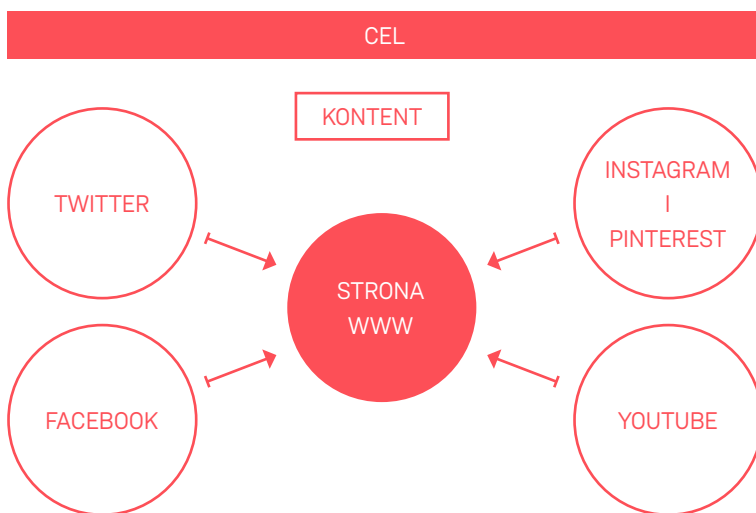 CEL
KONTENT
TWITTER
INSTAGRAM
I
PINTEREST
STRONA
WWW
FACEBOOK
YOUTUBE